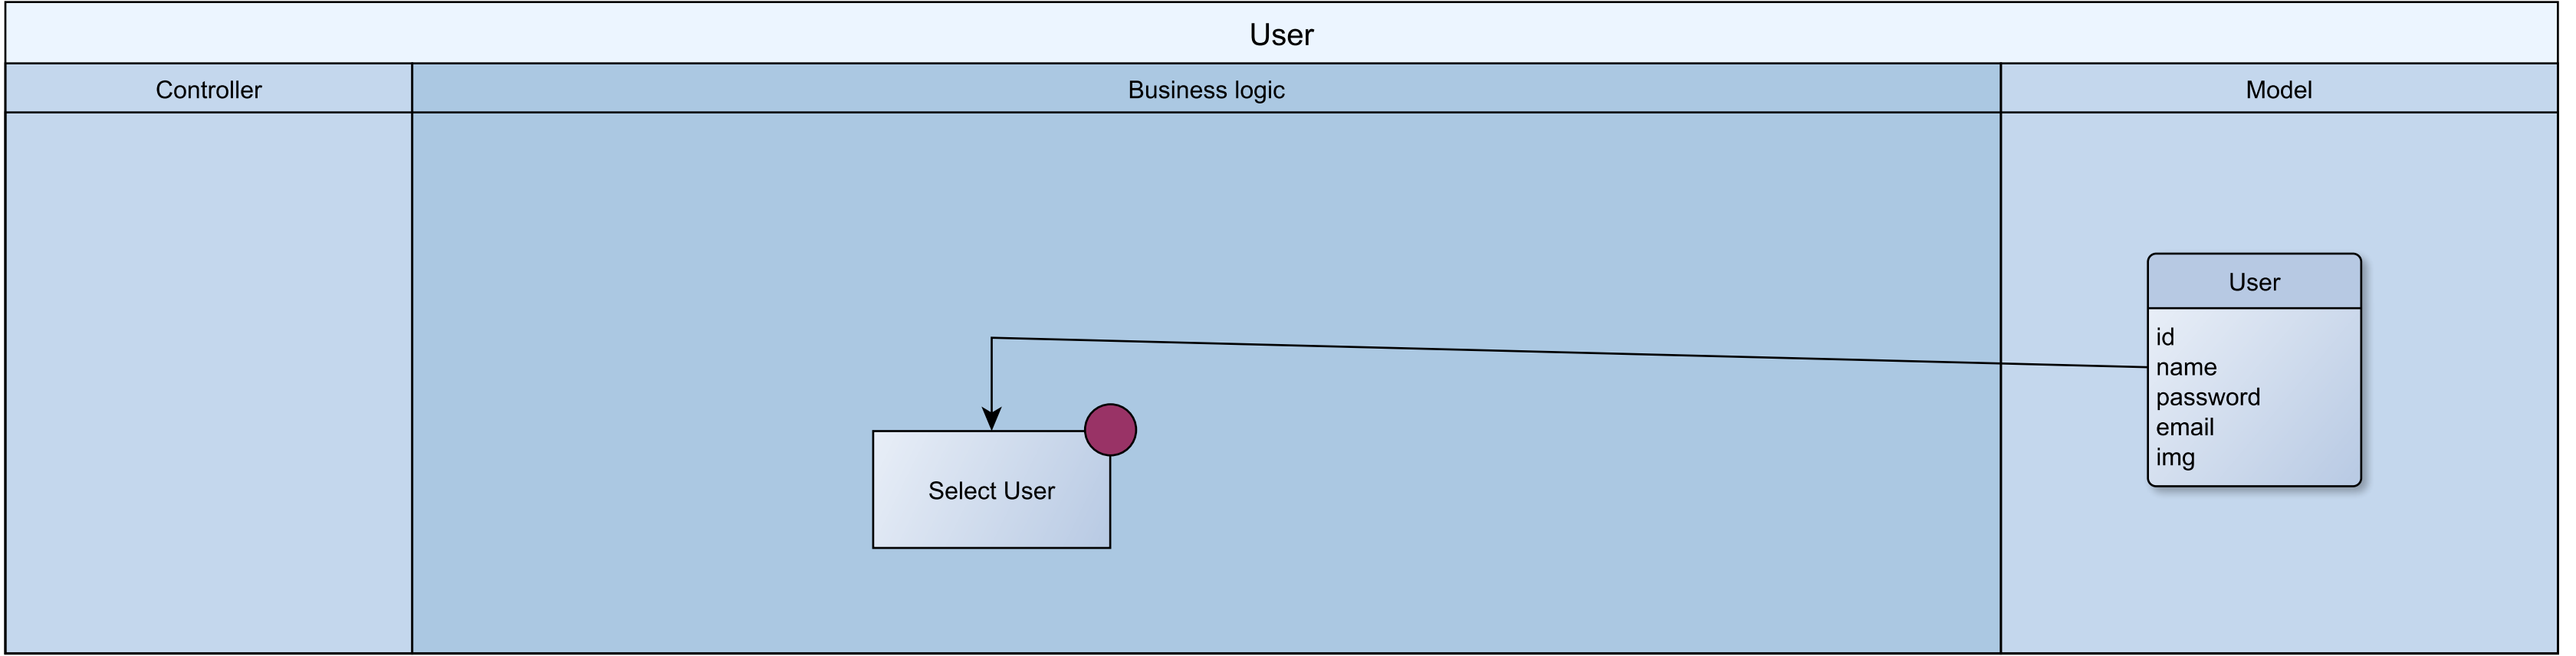 User
Controller
Business logic
Model
User
id
name
password
email
img
Select User